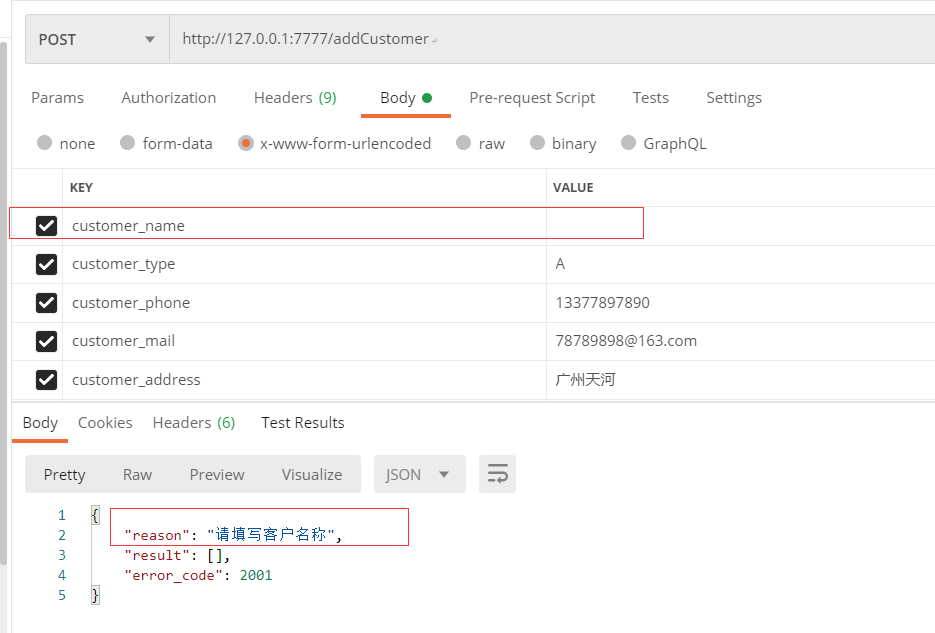 POST http://127.0.0.1:7777/addCustomer
Params Authorization Headers (9) Body Pre-request Script Tests Settings
none form-data x-www-form-urlencoded raw binary GraphQL
KEY VALUE
customer_name
customer_type A
customer_phone 13377897890
customer_mail 78789898@163.com
customer_address 广州天河
Body Cookies Headers (6) Test Results
Pretty Raw Preview Visualize JSON
1 {
2 "reason": "请填写客户名称",
3 "result": [],
4 "error_code": 2001
5 }